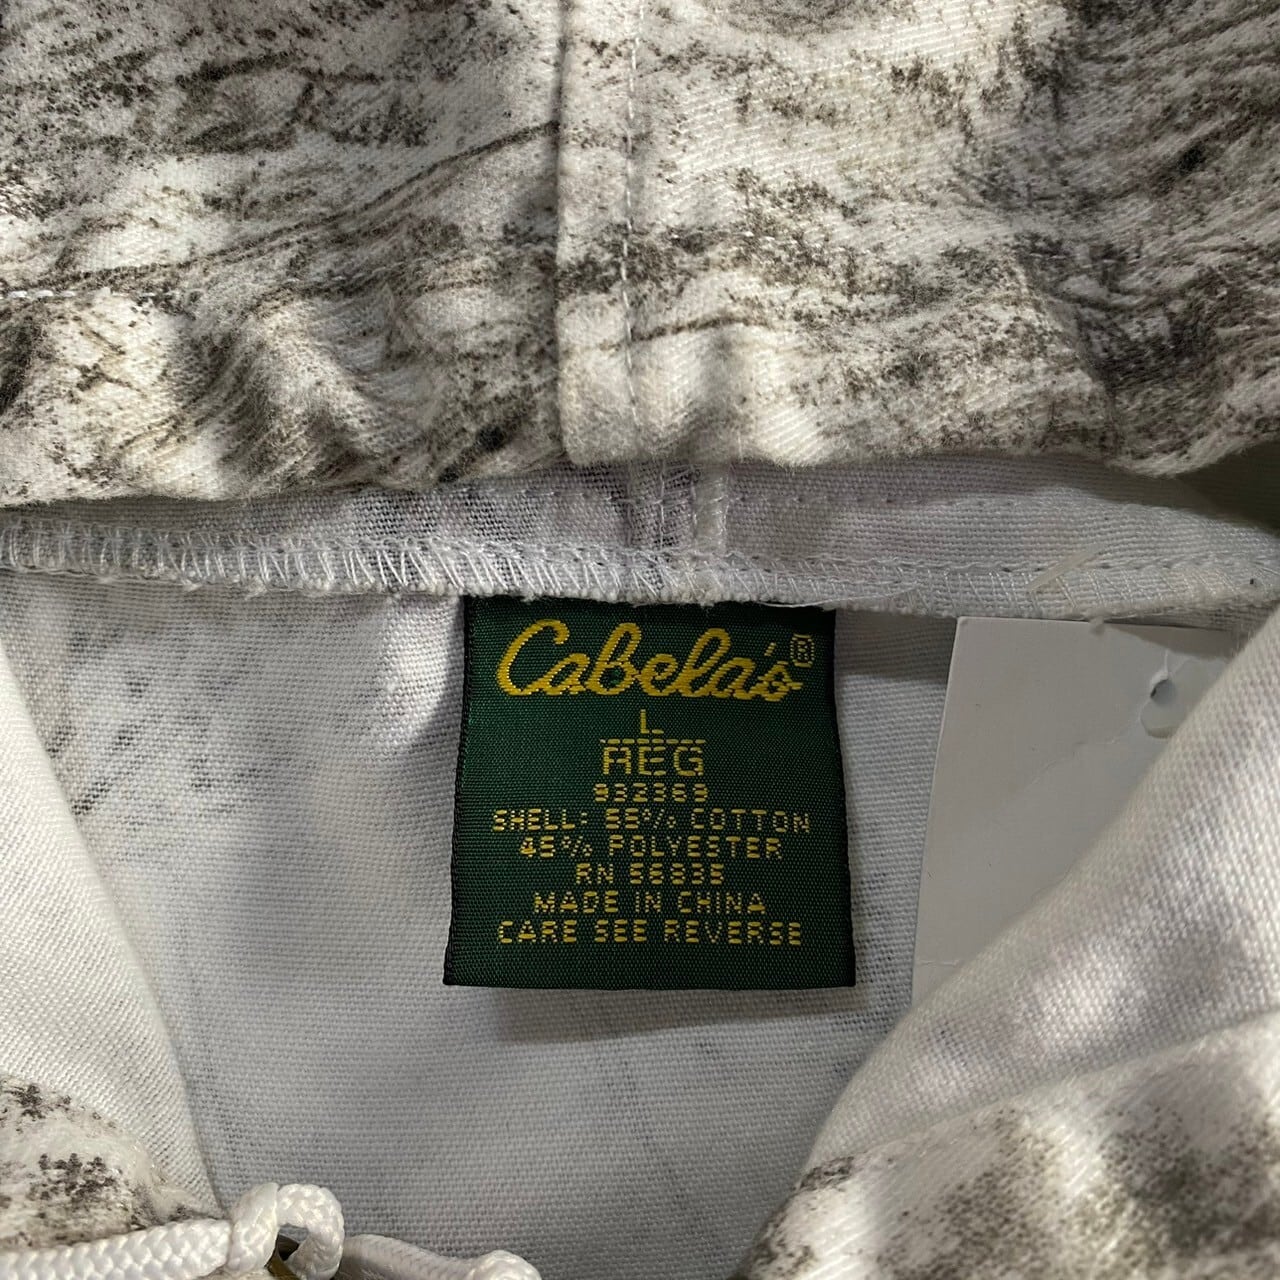 Cabela's®
L
REG
932369
SHELL: 55% COTTON
45% POLYESTER
RN 56835
MADE IN CHINA
CARE SEE REVERSE